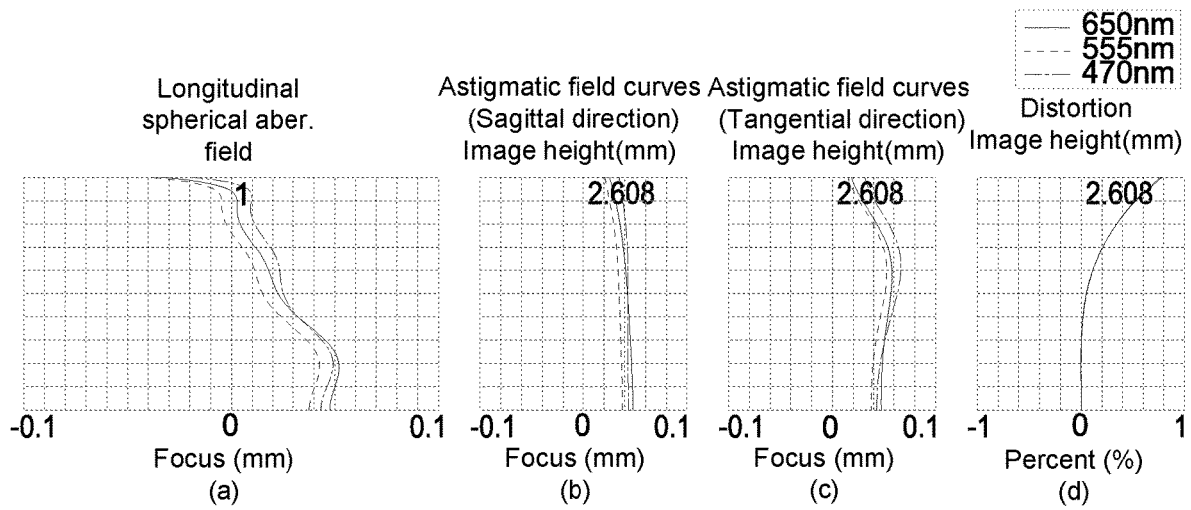 650nm
555nm
470nm
Longitudinal
spherical aber.
field
Astigmatic field curves
(Sagittal direction)
Image height(mm)
Astigmatic field curves
(Tangential direction)
Image height(mm)
Distortion
Image height(mm)
1
2.608
2.608
2.608
-0.1 0 0.1
Focus (mm)
(a)
-0.1 0 0.1
Focus (mm)
(b)
-0.1 0 0.1
Focus (mm)
(c)
-1 0 1
Percent (%)
(d)